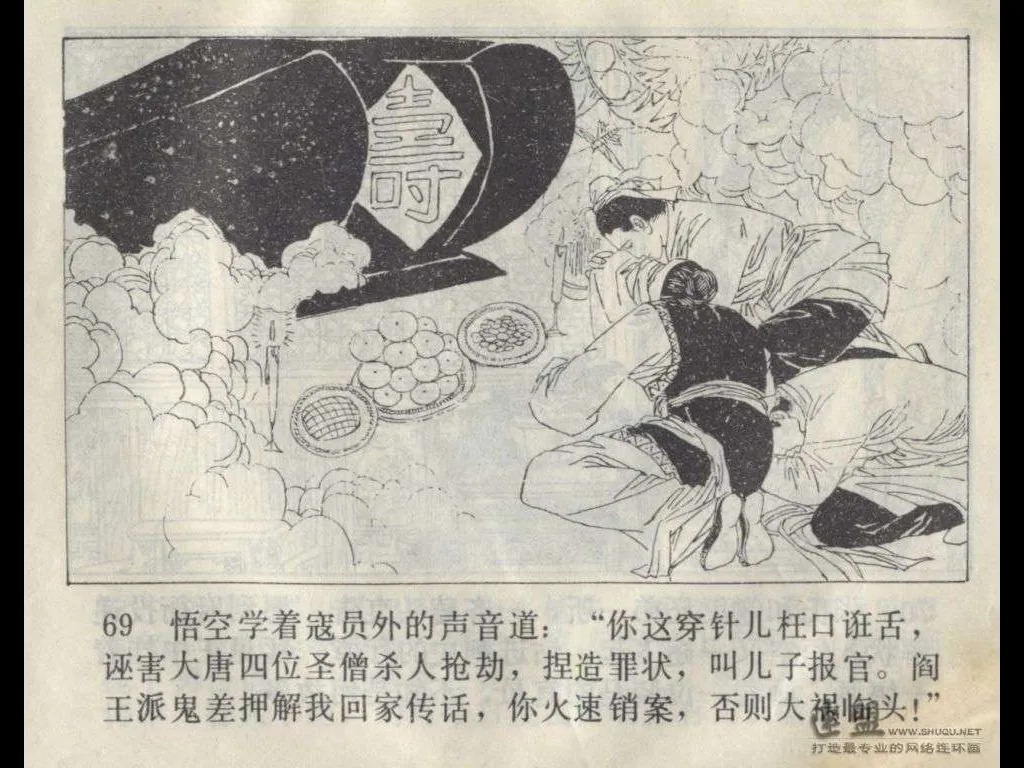 壽
69 悟空学着寇员外的声音道：“你这穿针儿枉口诳舌，
诬害大唐四位圣僧杀人抢劫，捏造罪状，叫儿子报官。阎
王派鬼差押解我回家传话，你火速销案，否则大祸临头！”
WWW.SHUQU.NET
打造最专业的网络连环画